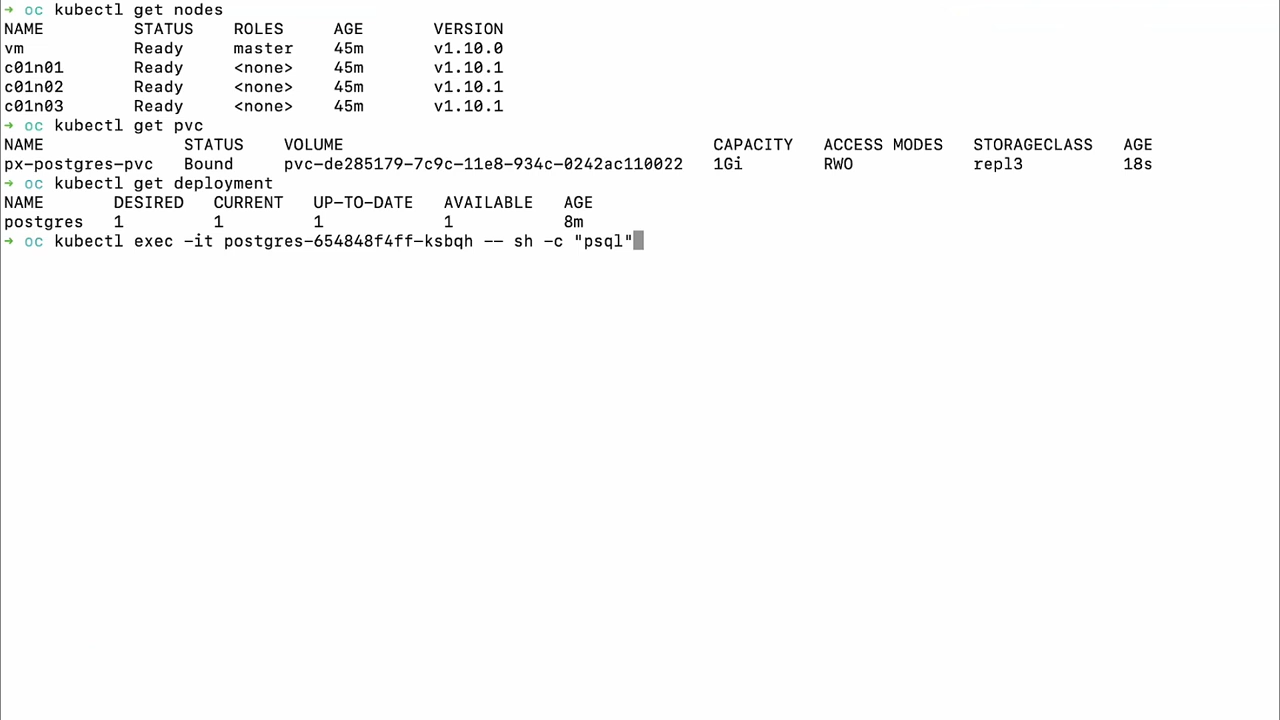 ➜ oc kubectl get nodes
NAME STATUS ROLES AGE VERSION
vm Ready master 45m v1.10.0
c01n01 Ready <none> 45m v1.10.1
c01n02 Ready <none> 45m v1.10.1
c01n03 Ready <none> 45m v1.10.1
➜ oc kubectl get pvc
NAME STATUS VOLUME CAPACITY ACCESS MODES STORAGECLASS AGE
px-postgres-pvc Bound pvc-de285179-7c9c-11e8-934c-0242ac110022 1Gi RWO repl3 18s
➜ oc kubectl get deployment
NAME DESIRED CURRENT UP-TO-DATE AVAILABLE AGE
postgres 1 1 1 1 8m
➜ oc kubectl exec -it postgres-654848f4ff-ksbqh -- sh -c "psql"